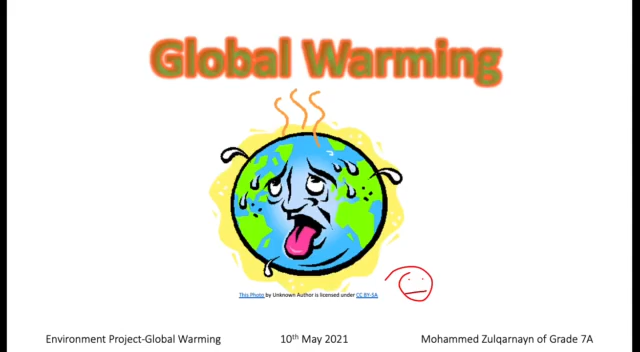 Global Warming
This Photo by Unknown Author is licensed under CC BY-SA
Environment Project-Global Warming 10th May 2021 Mohammed Zulqarnayn of Grade 7A